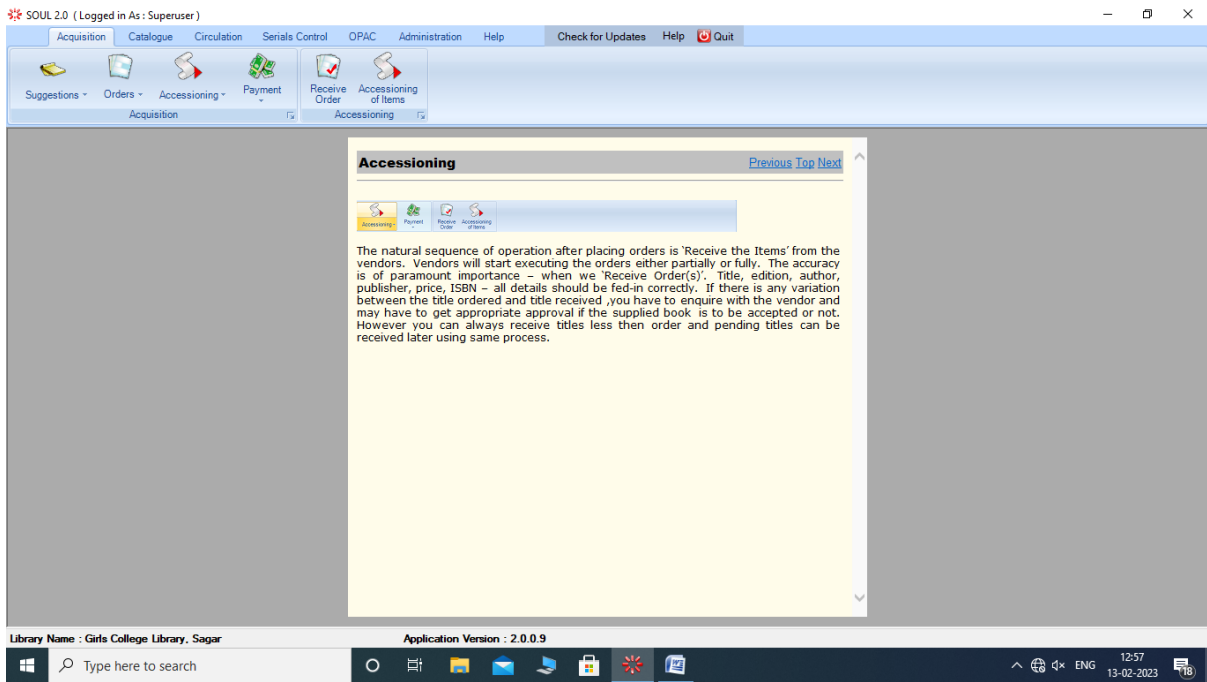 SOUL 2.0 ( Logged in As : Superuser )
Acquisition Catalogue Circulation Serials Control OPAC Administration Help Check for Updates Help Quit
Suggestions Orders Accessioning Payment Receive Order Accessioning of Items
Acquisition Accessioning
Accessioning Previous Top Next
Accessioning Payment Receive Order Accessioning of Items
The natural sequence of operation after placing orders is `Receive the Items’ from the
vendors. Vendors will start executing the orders either partially or fully. The accuracy
is of paramount importance – when we `Receive Order(s)’. Title, edition, author,
publisher, price, ISBN – all details should be fed-in correctly. If there is any variation
between the title ordered and title received ,you have to enquire with the vendor and
may have to get appropriate approval if the supplied book is to be accepted or not.
However you can always receive titles less then order and pending titles can be
received later using same process.
Library Name : Girls College Library, Sagar Application Version : 2.0.0.9
Type here to search ENG 12:57
13-02-2023 18